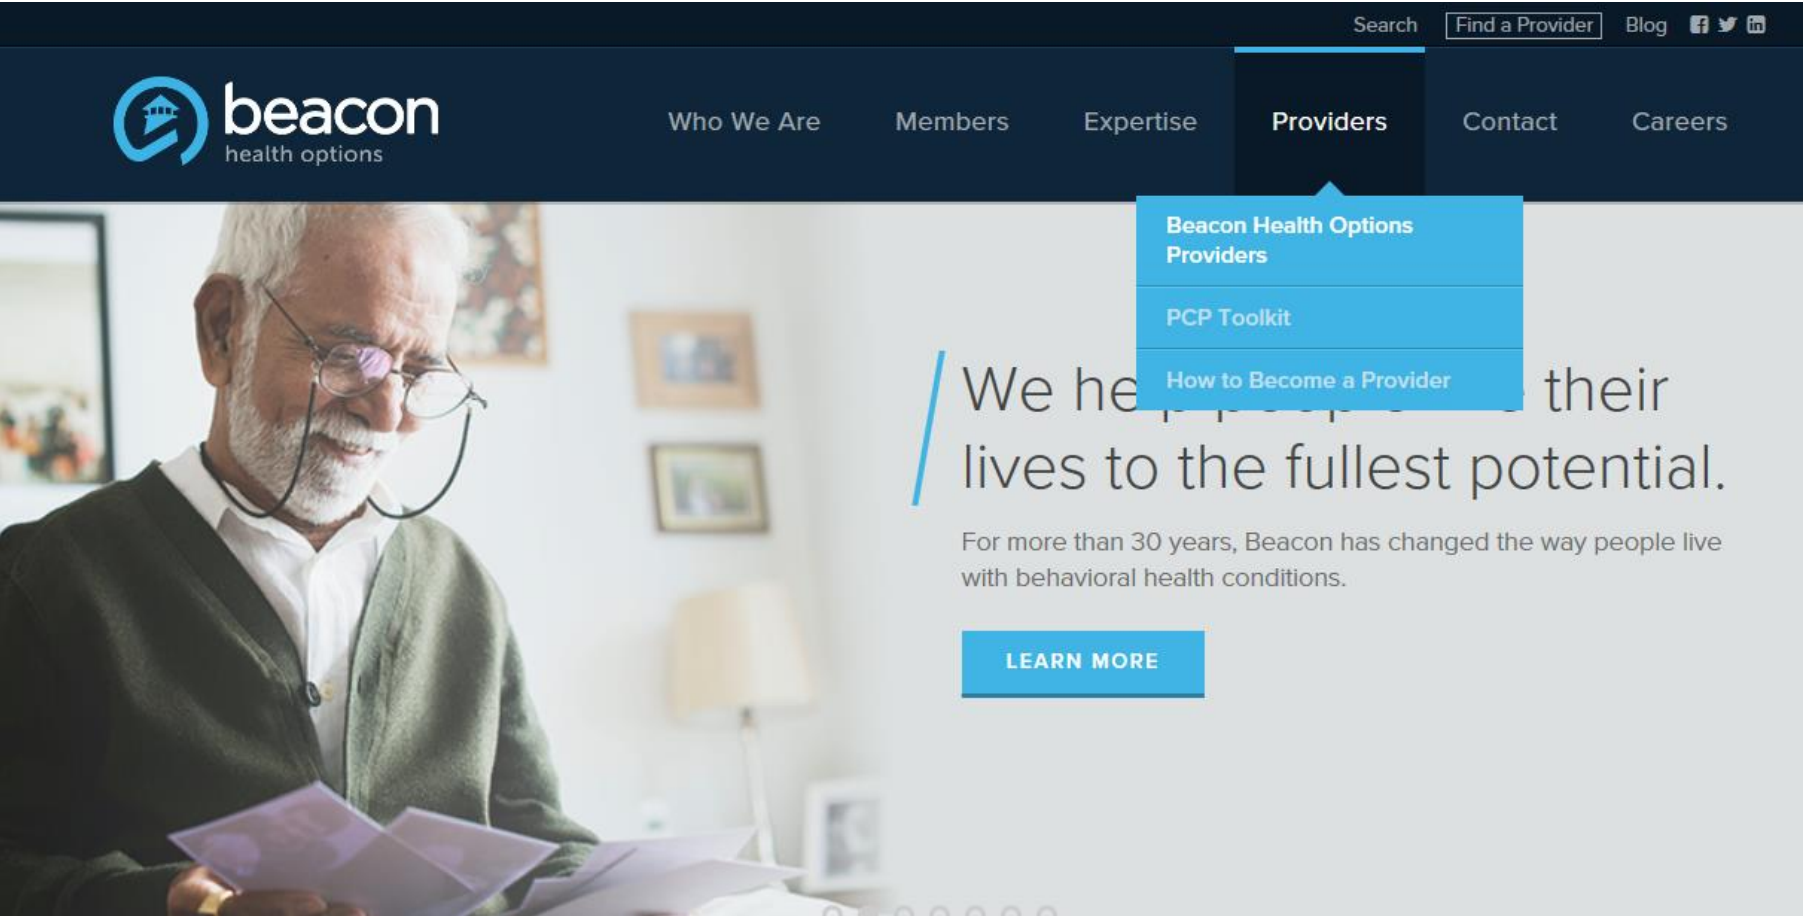 Search Find a Provider Blog
beacon
health options
Who We Are Members Expertise Providers Contact Careers
Beacon Health Options
Providers
PCP Toolkit
How to Become a Provider
We their
lives to the fullest potential.
For more than 30 years, Beacon has changed the way people live
with behavioral health conditions.
LEARN MORE